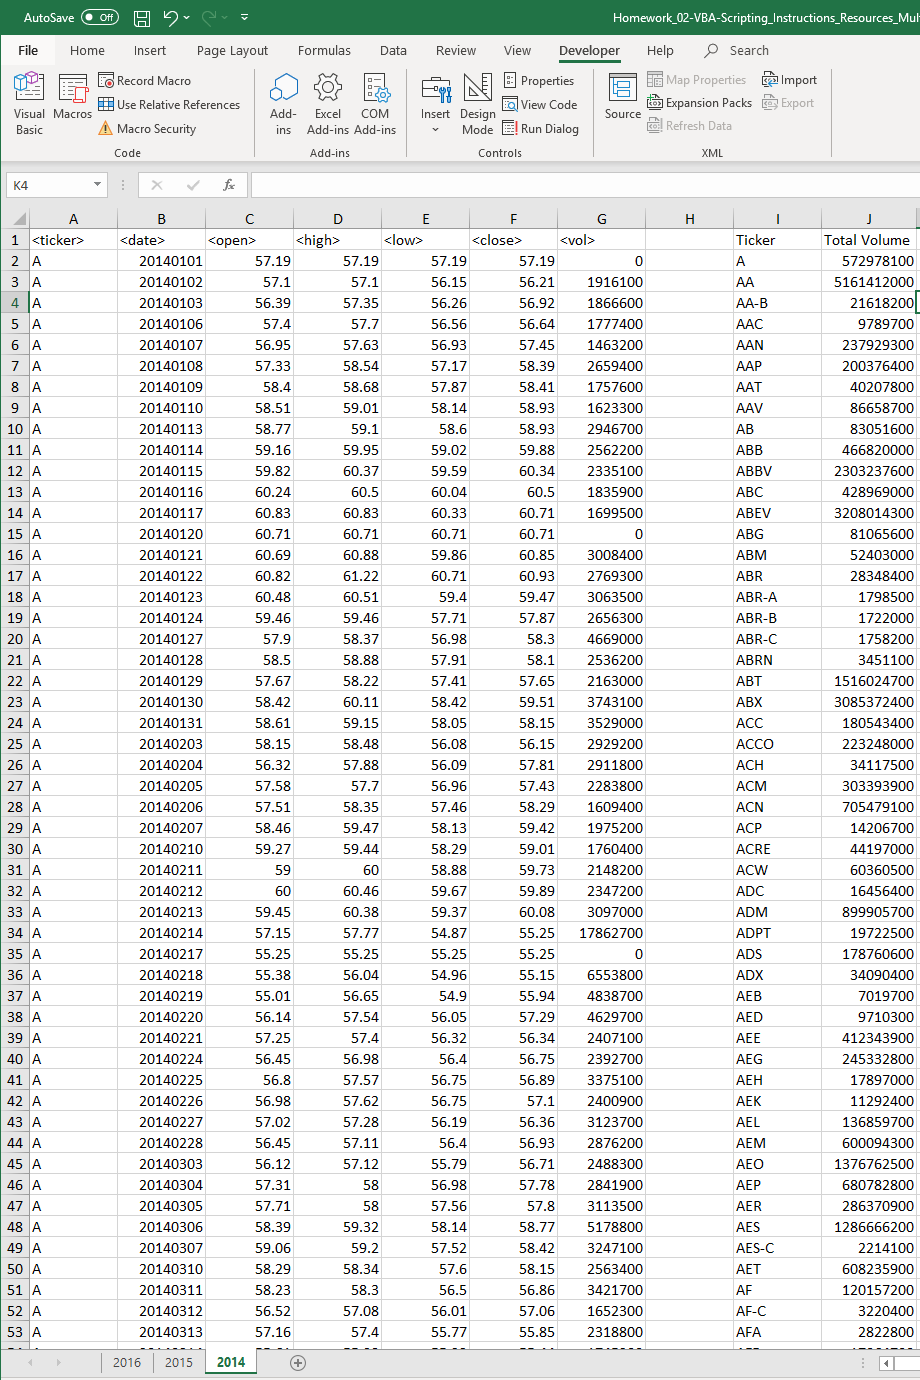 AutoSave Off Homework_02-VBA-Scripting_Instructions_Resources_Mul
File Home Insert Page Layout Formulas Data Review View Developer Help Search
Visual Basic Macros Record Macro Use Relative References Macro Security
Add-ins Excel Add-ins COM Add-ins
Insert Design Mode Properties View Code Run Dialog
Source Map Properties Expansion Packs Refresh Data Import Export
Code Add-ins Controls XML
K4 fx
A B C D E F G H I J
1 <ticker> <date> <open> <high> <low> <close> <vol> Ticker Total Volume
2 A 20140101 57.19 57.19 57.19 57.19 0 A 572978100
3 A 20140102 57.1 57.1 56.15 56.21 1916100 AA 5161412000
4 A 20140103 56.39 57.35 56.26 56.92 1866600 AA-B 21618200
5 A 20140106 57.4 57.7 56.56 56.64 1777400 AAC 9789700
6 A 20140107 56.95 57.63 56.93 57.45 1463200 AAN 237929300
7 A 20140108 57.33 58.54 57.17 58.39 2659400 AAP 200376400
8 A 20140109 58.4 58.68 57.87 58.41 1757600 AAT 40207800
9 A 20140110 58.51 59.01 58.14 58.93 1623300 AAV 86658700
10 A 20140113 58.77 59.1 58.6 58.93 2946700 AB 83051600
11 A 20140114 59.16 59.95 59.02 59.88 2562200 ABB 466820000
12 A 20140115 59.82 60.37 59.59 60.34 2335100 ABBV 2303237600
13 A 20140116 60.24 60.5 60.04 60.5 1835900 ABC 428969000
14 A 20140117 60.83 60.83 60.33 60.71 1699500 ABEV 3208014300
15 A 20140120 60.71 60.71 60.71 60.71 0 ABG 81065600
16 A 20140121 60.69 60.88 59.86 60.85 3008400 ABM 52403000
17 A 20140122 60.82 61.22 60.71 60.93 2769300 ABR 28348400
18 A 20140123 60.48 60.51 59.4 59.47 3063500 ABR-A 1798500
19 A 20140124 59.46 59.46 57.71 57.87 2656300 ABR-B 1722000
20 A 20140127 57.9 58.37 56.98 58.3 4669000 ABR-C 1758200
21 A 20140128 58.5 58.88 57.91 58.1 2536200 ABRN 3451100
22 A 20140129 57.67 58.22 57.41 57.65 2163000 ABT 1516024700
23 A 20140130 58.42 60.11 58.42 59.51 3743100 ABX 3085372400
24 A 20140131 58.61 59.15 58.05 58.15 3529000 ACC 180543400
25 A 20140203 58.15 58.48 56.08 56.15 2929200 ACCO 223248000
26 A 20140204 56.32 57.88 56.09 57.81 2911800 ACH 34117500
27 A 20140205 57.58 57.7 56.96 57.43 2283800 ACM 303393900
28 A 20140206 57.51 58.35 57.46 58.29 1609400 ACN 705479100
29 A 20140207 58.46 59.47 58.13 59.42 1975200 ACP 14206700
30 A 20140210 59.27 59.44 58.29 59.01 1760400 ACRE 44197000
31 A 20140211 59 60 58.88 59.73 2148200 ACW 60360500
32 A 20140212 60 60.46 59.67 59.89 2347200 ADC 16456400
33 A 20140213 59.45 60.38 59.37 60.08 3097000 ADM 899905700
34 A 20140214 57.15 57.77 54.87 55.25 17862700 ADPT 19722500
35 A 20140217 55.25 55.25 55.25 55.25 0 ADS 178760600
36 A 20140218 55.38 56.04 54.96 55.15 6553800 ADX 34090400
37 A 20140219 55.01 56.65 54.9 55.94 4838700 AEB 7019700
38 A 20140220 56.14 57.54 56.05 57.29 4629700 AED 9710300
39 A 20140221 57.25 57.4 56.32 56.34 2407100 AEE 412343900
40 A 20140224 56.45 56.98 56.4 56.75 2392700 AEG 245332800
41 A 20140225 56.8 57.57 56.75 56.89 3375100 AEH 17897000
42 A 20140226 56.98 57.62 56.75 57.1 2400900 AEK 11292400
43 A 20140227 57.02 57.28 56.19 56.36 3123700 AEL 136859700
44 A 20140228 56.45 57.11 56.4 56.93 2876200 AEM 600094300
45 A 20140303 56.12 57.12 55.79 56.71 2488300 AEO 1376762500
46 A 20140304 57.31 58 56.98 57.78 2841900 AEP 680782800
47 A 20140305 57.71 58 57.56 57.8 3113500 AER 286370900
48 A 20140306 58.39 59.32 58.14 58.77 5178800 AES 1286666200
49 A 20140307 59.06 59.2 57.52 58.42 3247100 AES-C 2214100
50 A 20140310 58.29 58.34 57.6 58.15 2563400 AET 608235900
51 A 20140311 58.23 58.3 56.5 56.86 3421700 AF 120157200
52 A 20140312 56.52 57.08 56.01 57.06 1652300 AF-C 3220400
53 A 20140313 57.16 57.4 55.77 55.85 2318800 AFA 2822800
2016 2015 2014